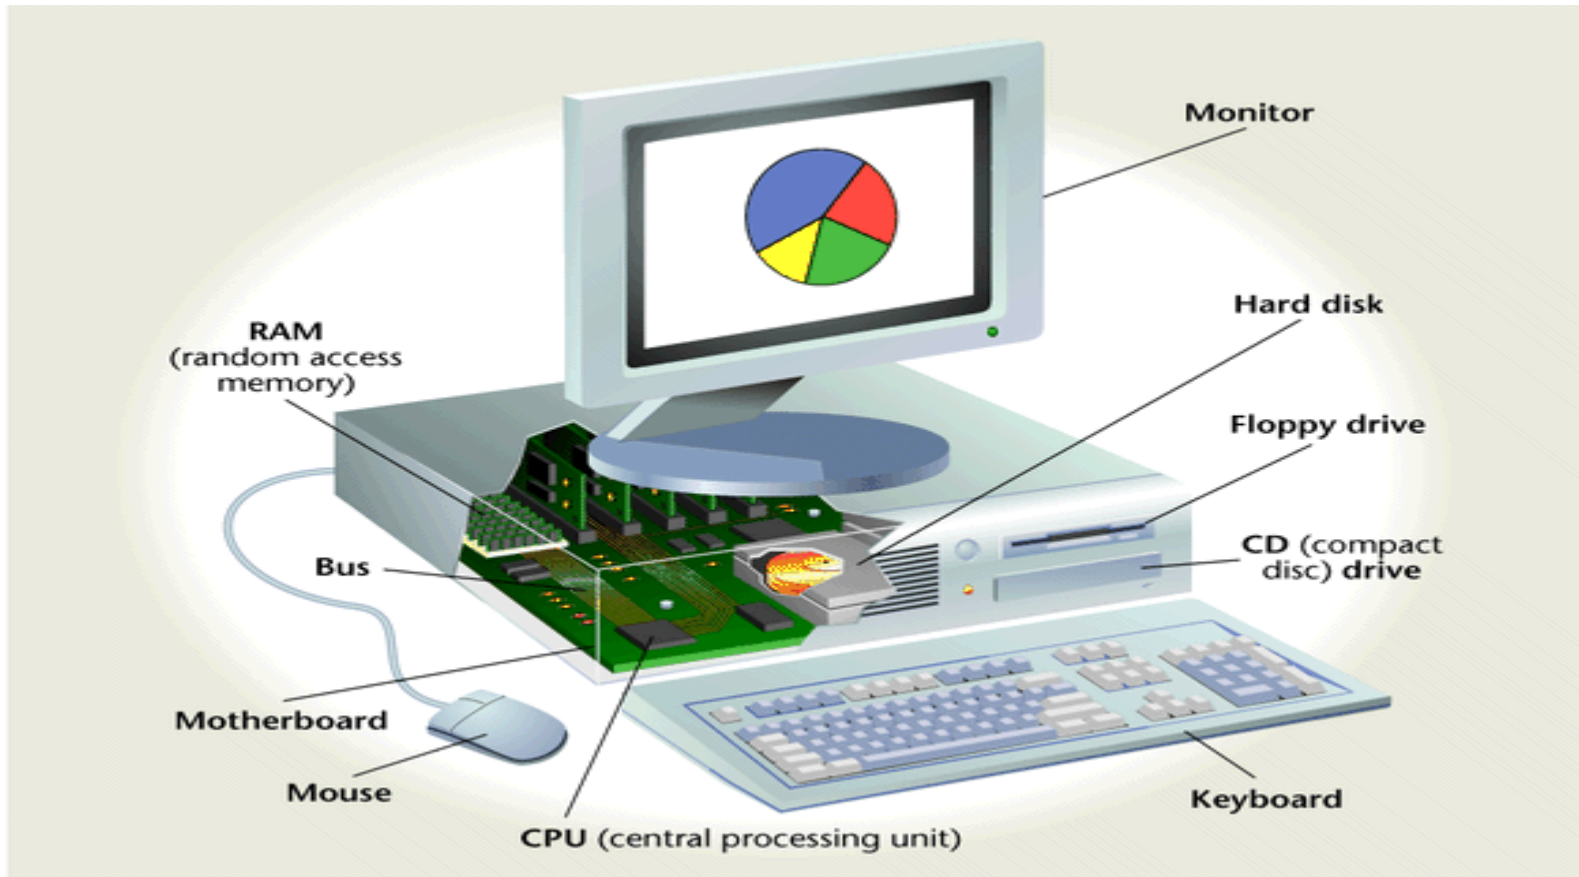 Monitor
Hard disk
RAM
(random access
memory)
Floppy drive
CD (compact
disc) drive
Bus
Motherboard
Mouse
Keyboard
CPU (central processing unit)